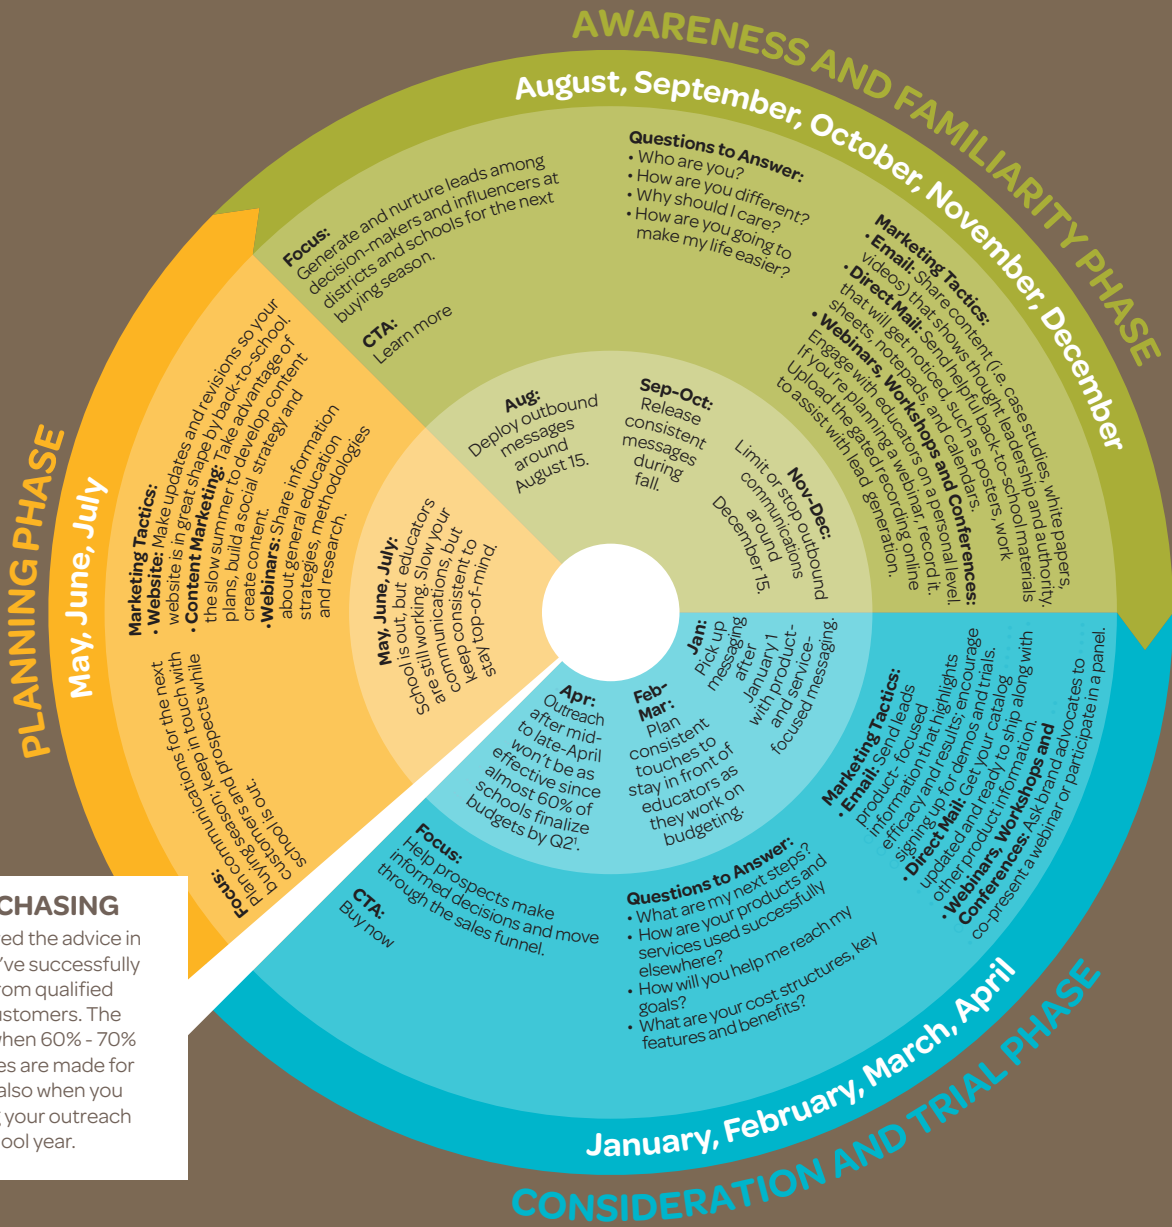 AWARENESS AND FAMILIARITY PHASE
August, September, October, November, December
Focus:
Generate and nurture leads among
decision-makers and influencers at
districts and schools for the next
buying season.
CTA:
Learn more
Questions to Answer:
• Who are you?
• How are you different?
• Why should I care?
• How are you going to
make my life easier?
Marketing Tactics:
• Email: Share content (i.e. case studies, white papers,
videos) that shows thought leadership and authority.
• Direct Mail: Send helpful back-to-school materials
that will get noticed, such as posters, work
sheets, notepads, and calendars.
• Webinars, Workshops and Conferences:
Engage with educators on a personal level.
If you're planning a webinar, record it.
Upload the gated recording online
to assist with lead generation.
Aug:
Deploy outbound
messages
around
August 15.
Sep-Oct:
Release
consistent
messages
during
fall.
Nov-Dec:
Limit or stop outbound
communications
around
December 15.
CONSIDERATION AND TRIAL PHASE
January, February, March, April
Jan:
Pick up
messaging
after
January 1
with product-
and service-
focused messaging.
Feb-
Mar:
Plan
consistent
touches to
stay in front of
educators as
they work on
budgeting.
Apr:
Outreach
after mid-
to late-April
won't be as
effective since
almost 60% of
schools finalize
budgets by Q2¹.
Marketing Tactics:
• Email: Send leads
product- focused
information that highlights
efficacy and results; encourage
signing up for demos and trials.
• Direct Mail: Get your catalog
updated and ready to ship along with
other product information.
• Webinars, Workshops and
Conferences: Ask brand advocates to
co-present a webinar or participate in a panel.
Questions to Answer:
• What are my next steps?
• How are your products and
services used successfully
elsewhere?
• How will you help me reach my
goals?
• What are your cost structures, key
features and benefits?
Focus:
Help prospects make
informed decisions and move
through the sales funnel.
CTA:
Buy now
PLANNING PHASE
May, June, July
Marketing Tactics:
• Website: Make updates and revisions so your
website is in great shape by back-to-school.
• Content Marketing: Take advantage of
the slow summer to develop content
plans, build a social strategy and
create content.
• Webinars: Share information
about general education
strategies, methodologies
and research.
May, June, July:
School is out, but educators
are still working. Slow your
communications, but
keep consistent to
stay top-of-mind.
Focus:
Plan communications for the next
buying season; keep in touch with
customers and prospects while
school is out.
CHASING
ed the advice in
've successfully
rom qualified
ustomers. The
when 60% - 70%
es are made for
also when you
g your outreach
ool year.